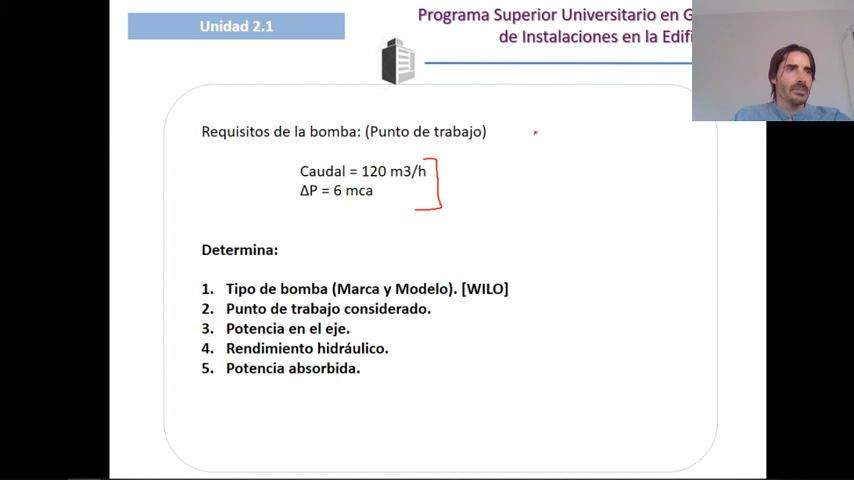 Unidad 2.1
Programa Superior Universitario en G
de Instalaciones en la Edifi
Requisitos de la bomba: (Punto de trabajo)
Caudal = 120 m3/h
ΔP = 6 mca
Determina:
1. Tipo de bomba (Marca y Modelo). [WILO]
2. Punto de trabajo considerado.
3. Potencia en el eje.
4. Rendimiento hidráulico.
5. Potencia absorbida.